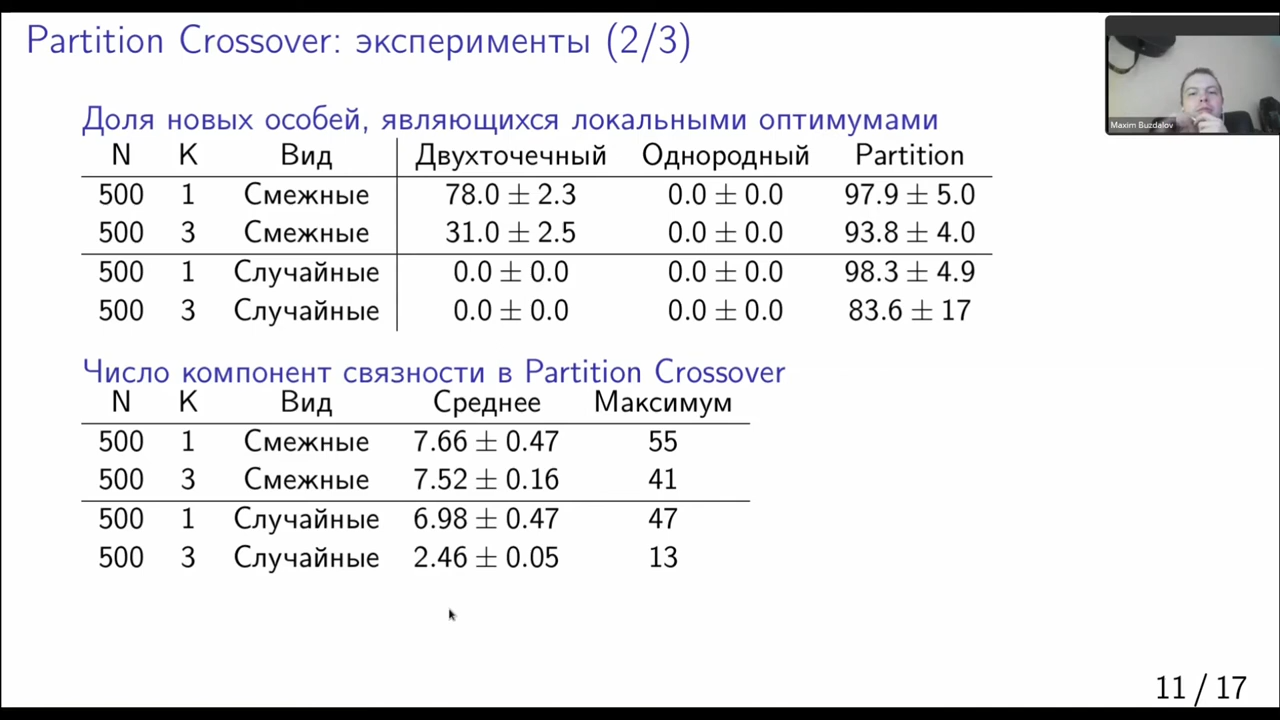 Partition Crossover: эксперименты (2/3)
Maxim Buzdalov
Доля новых особей, являющихся локальными оптимумами
N K Вид Двухточечный Однородный Partition
500 1 Смежные 78.0 ± 2.3 0.0 ± 0.0 97.9 ± 5.0
500 3 Смежные 31.0 ± 2.5 0.0 ± 0.0 93.8 ± 4.0
500 1 Случайные 0.0 ± 0.0 0.0 ± 0.0 98.3 ± 4.9
500 3 Случайные 0.0 ± 0.0 0.0 ± 0.0 83.6 ± 17
Число компонент связности в Partition Crossover
N K Вид Среднее Максимум
500 1 Смежные 7.66 ± 0.47 55
500 3 Смежные 7.52 ± 0.16 41
500 1 Случайные 6.98 ± 0.47 47
500 3 Случайные 2.46 ± 0.05 13
11 / 17